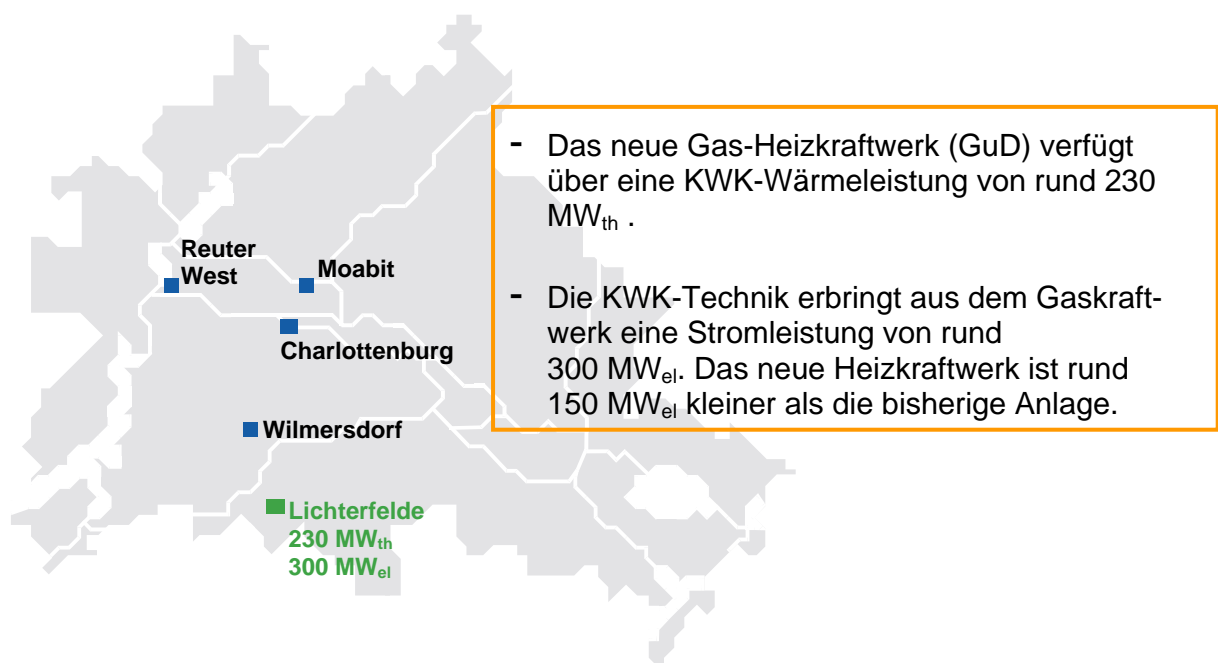 - Das neue Gas-Heizkraftwerk (GuD) verfügt
über eine KWK-Wärmeleistung von rund 230
MWth .
- Die KWK-Technik erbringt aus dem Gaskraft-
werk eine Stromleistung von rund
300 MWel. Das neue Heizkraftwerk ist rund
150 MWel kleiner als die bisherige Anlage.
Reuter
West
Moabit
Charlottenburg
Wilmersdorf
Lichterfelde
230 MWth
300 MWel